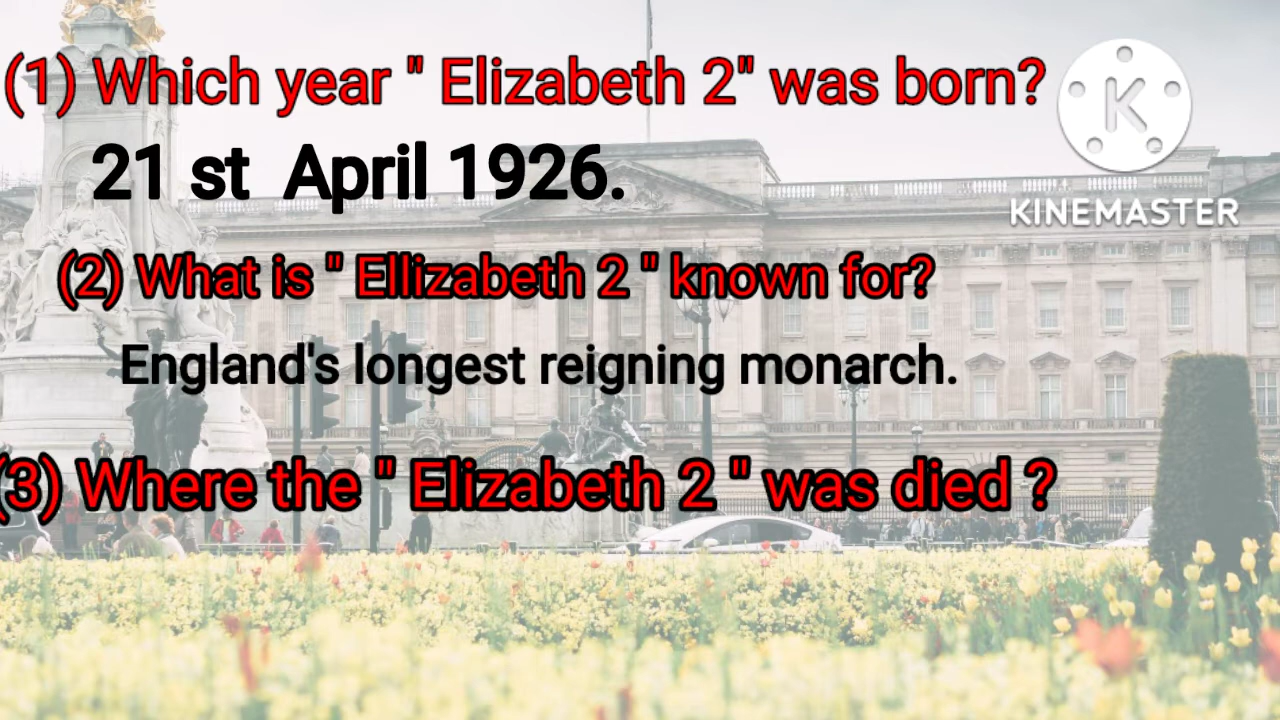 (1) Which year " Elizabeth 2" was born?
21 st April 1926.
(2) What is " Ellizabeth 2 " known for?
England's longest reigning monarch.
(3) Where the " Elizabeth 2 " was died ?
K
KINEMASTER